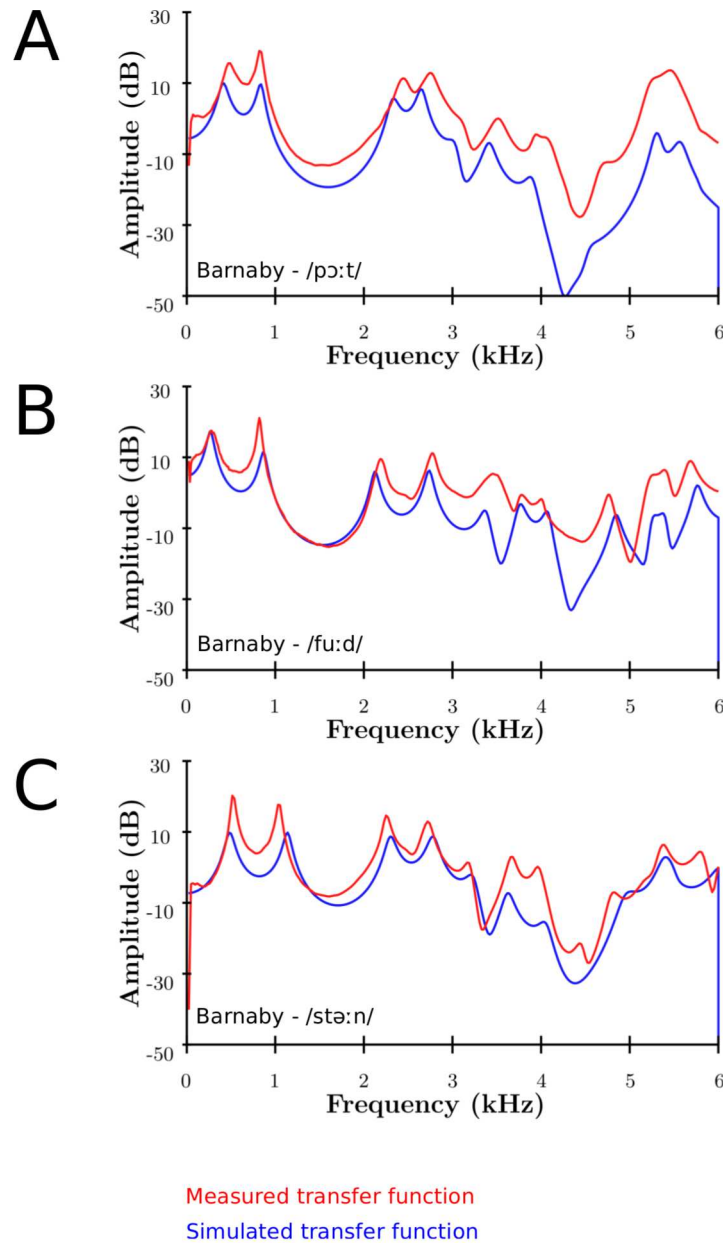 A
30
10
-10
-30
-50
Amplitude (dB)
Barnaby - /pɔːt/
0 1 2 3 4 5 6
Frequency (kHz)
B
30
10
-10
-30
-50
Amplitude (dB)
Barnaby - /fuːd/
0 1 2 3 4 5 6
Frequency (kHz)
C
30
10
-10
-30
-50
Amplitude (dB)
Barnaby - /stəːn/
0 1 2 3 4 5 6
Frequency (kHz)
Measured transfer function
Simulated transfer function